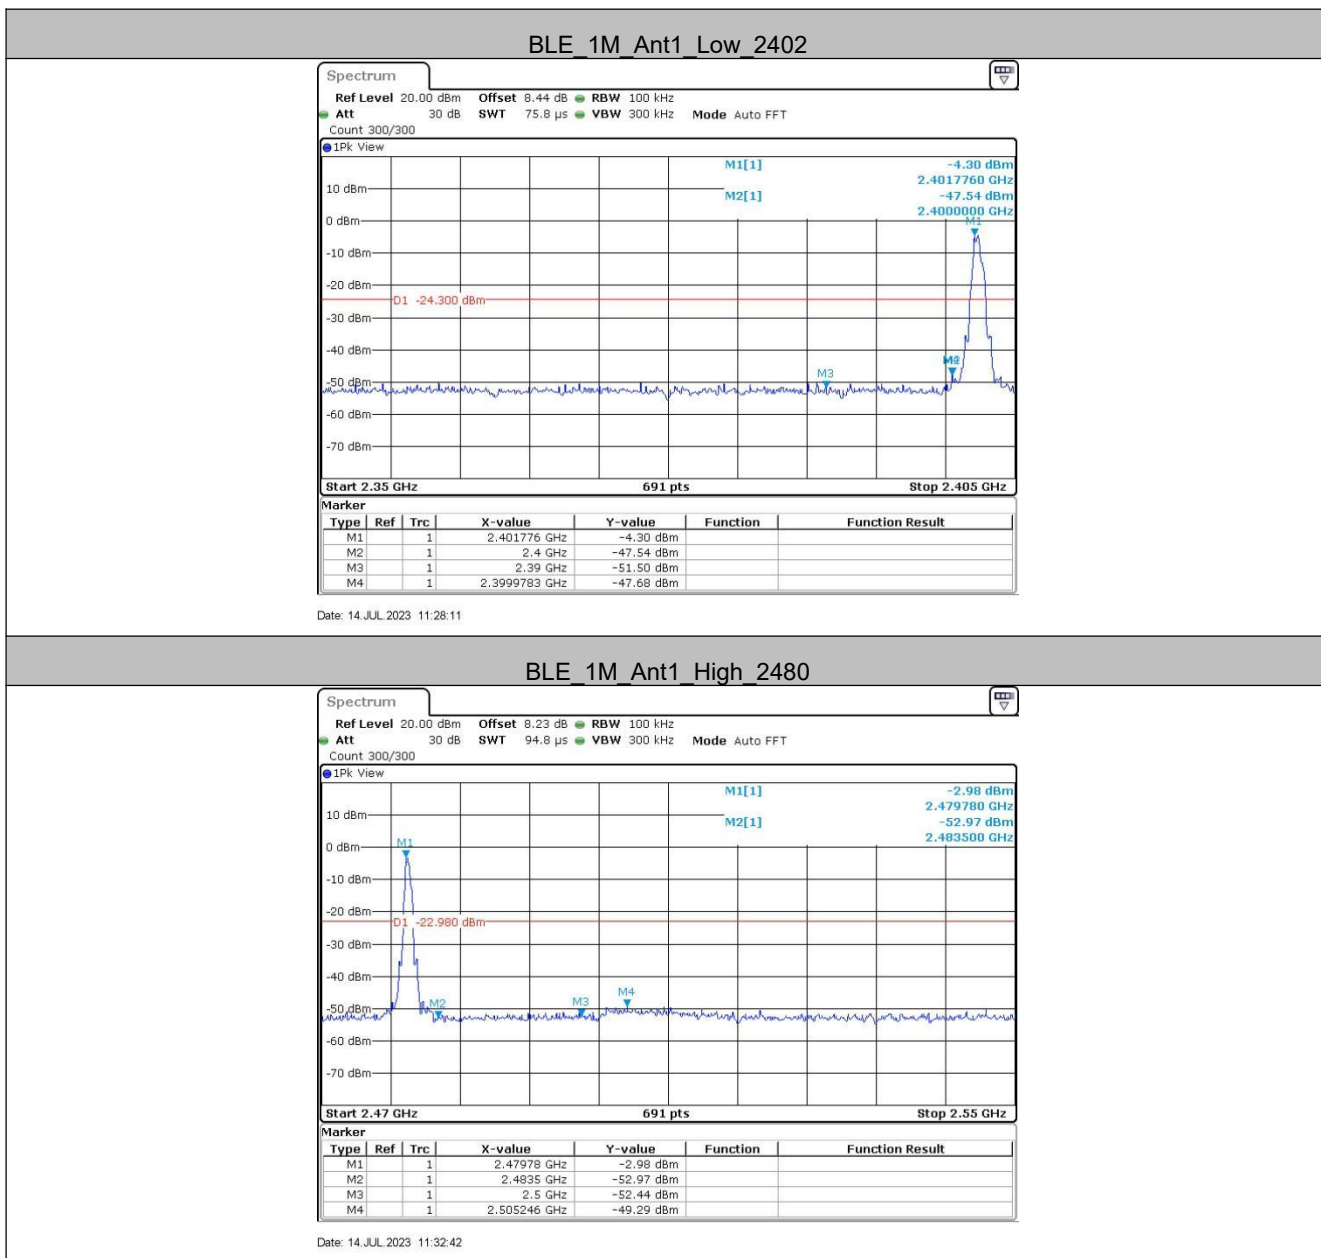 BLE_1M_Ant1_Low_2402
Spectrum
Ref Level 20.00 dBm Offset 8.44 dB RBW 100 kHz
Att 30 dB SWT 75.8 µs VBW 300 kHz Mode Auto FFT
Count 300/300
1Pk View
M1[1] -4.30 dBm
2.4017760 GHz
10 dBm
M2[1] -47.54 dBm
2.4000000 GHz
0 dBm
M1
-10 dBm
-20 dBm
D1 -24.300 dBm
-30 dBm
-40 dBm
M3
-50 dBm
-60 dBm
-70 dBm
Start 2.35 GHz 691 pts Stop 2.405 GHz
Marker
Type Ref Trc X-value Y-value Function Function Result
M1 1 2.401776 GHz -4.30 dBm
M2 1 2.4 GHz -47.54 dBm
M3 1 2.39 GHz -51.50 dBm
M4 1 2.3999783 GHz -47.68 dBm
Date: 14.JUL.2023 11:28:11
BLE_1M_Ant1_High_2480
Spectrum
Ref Level 20.00 dBm Offset 8.23 dB RBW 100 kHz
Att 30 dB SWT 94.8 µs VBW 300 kHz Mode Auto FFT
Count 300/300
1Pk View
M1[1] -2.98 dBm
2.479780 GHz
10 dBm
M2[1] -52.97 dBm
2.483500 GHz
0 dBm
M1
-10 dBm
-20 dBm
D1 -22.980 dBm
-30 dBm
-40 dBm
M4
M2 M3
-50 dBm
-60 dBm
-70 dBm
Start 2.47 GHz 691 pts Stop 2.55 GHz
Marker
Type Ref Trc X-value Y-value Function Function Result
M1 1 2.47978 GHz -2.98 dBm
M2 1 2.4835 GHz -52.97 dBm
M3 1 2.5 GHz -52.44 dBm
M4 1 2.505246 GHz -49.29 dBm
Date: 14.JUL.2023 11:32:42